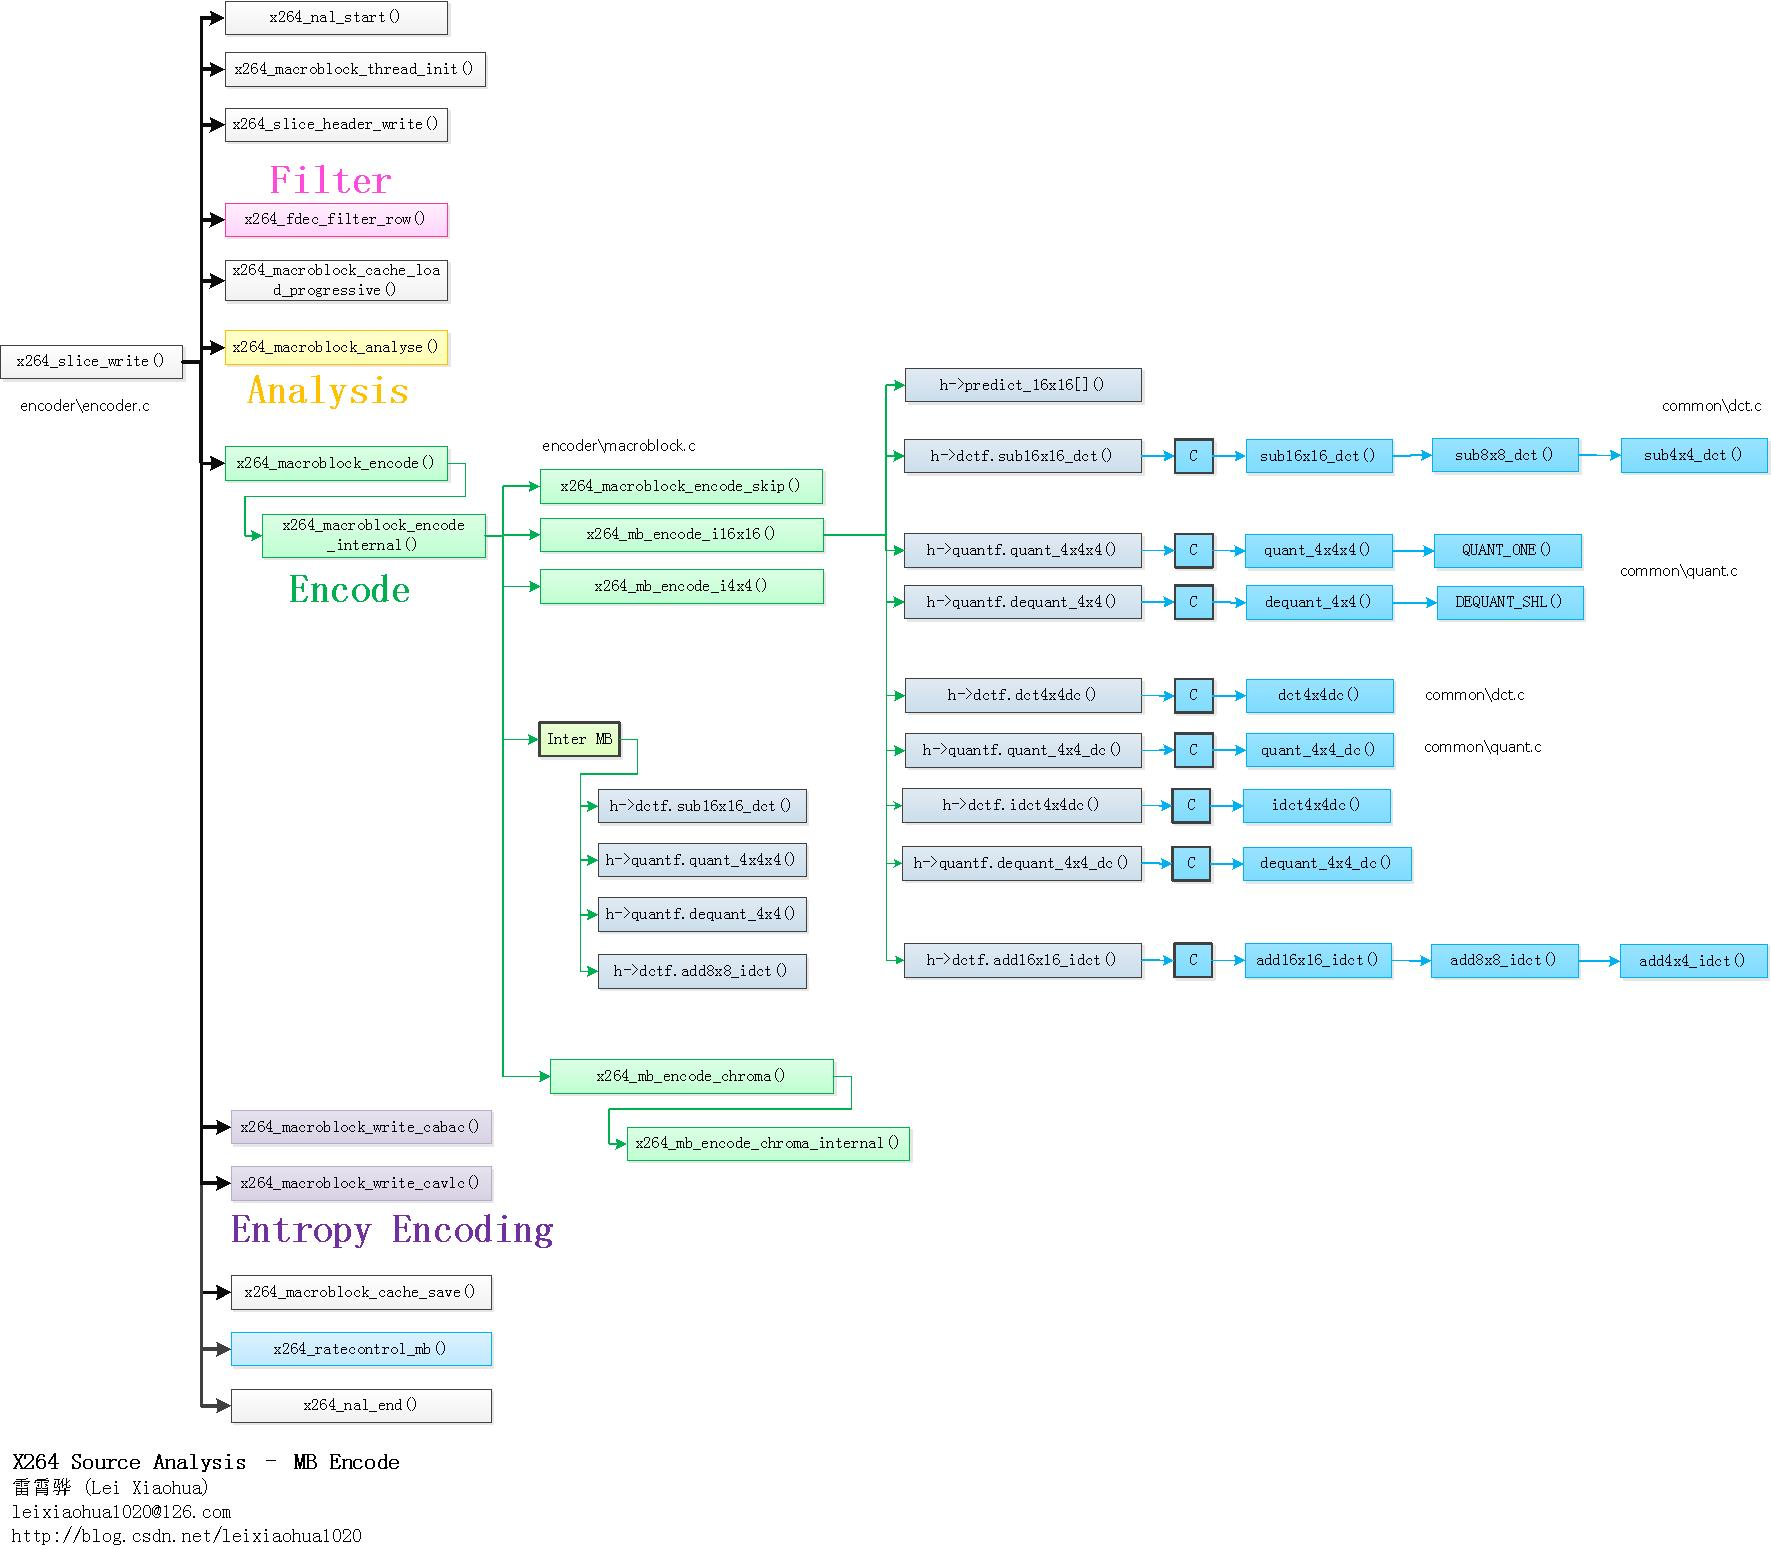 x264_nal_start()
x264_macroblock_thread_init()
x264_slice_header_write()
Filter
x264_fdec_filter_row()
x264_macroblock_cache_loa
d_progressive()
x264_slice_write()
encoder\encoder.c
x264_macroblock_analyse()
Analysis
x264_macroblock_encode()
x264_macroblock_encode
_internal()
Encode
encoder\macroblock.c
x264_macroblock_encode_skip()
x264_mb_encode_i16x16()
x264_mb_encode_i4x4()
h->predict_16x16[]()
common\dct.c
h->dctf.sub16x16_dct()
C
sub16x16_dct()
sub8x8_dct()
sub4x4_dct()
h->quantf.quant_4x4x4()
C
quant_4x4x4()
QUANT_ONE()
common\quant.c
h->quantf.dequant_4x4()
C
dequant_4x4()
DEQUANT_SHL()
h->dctf.dct4x4dc()
C
dct4x4dc()
common\dct.c
h->quantf.quant_4x4_dc()
C
quant_4x4_dc()
common\quant.c
h->dctf.idct4x4dc()
C
idct4x4dc()
h->quantf.dequant_4x4_dc()
C
dequant_4x4_dc()
h->dctf.add16x16_idct()
C
add16x16_idct()
add8x8_idct()
add4x4_idct()
Inter MB
h->dctf.sub16x16_dct()
h->quantf.quant_4x4x4()
h->quantf.dequant_4x4()
h->dctf.add8x8_idct()
x264_mb_encode_chroma()
x264_mb_encode_chroma_internal()
x264_macroblock_write_cabac()
x264_macroblock_write_cavlc()
Entropy Encoding
x264_macroblock_cache_save()
x264_ratecontrol_mb()
x264_nal_end()
X264 Source Analysis - MB Encode
雷霄骅 (Lei Xiaohua)
leixiaohua1020@126.com
http://blog.csdn.net/leixiaohua1020